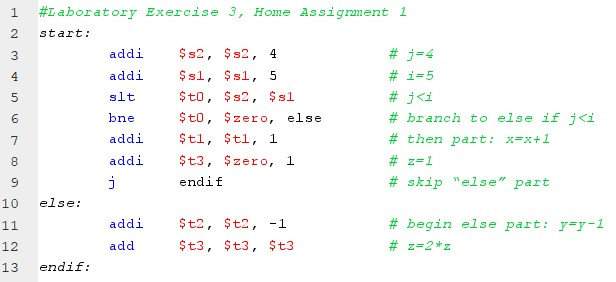 1 #Laboratory Exercise 3, Home Assignment 1
2 start:
3 addi $s2, $s2, 4 # j=4
4 addi $s1, $s1, 5 # i=5
5 slt $t0, $s2, $s1 # j<i
6 bne $t0, $zero, else # branch to else if j<i
7 addi $t1, $t1, 1 # then part: x=x+1
8 addi $t3, $zero, 1 # z=1
9 j endif # skip “else” part
10 else:
11 addi $t2, $t2, -1 # begin else part: y=y-1
12 add $t3, $t3, $t3 # z=2*z
13 endif: